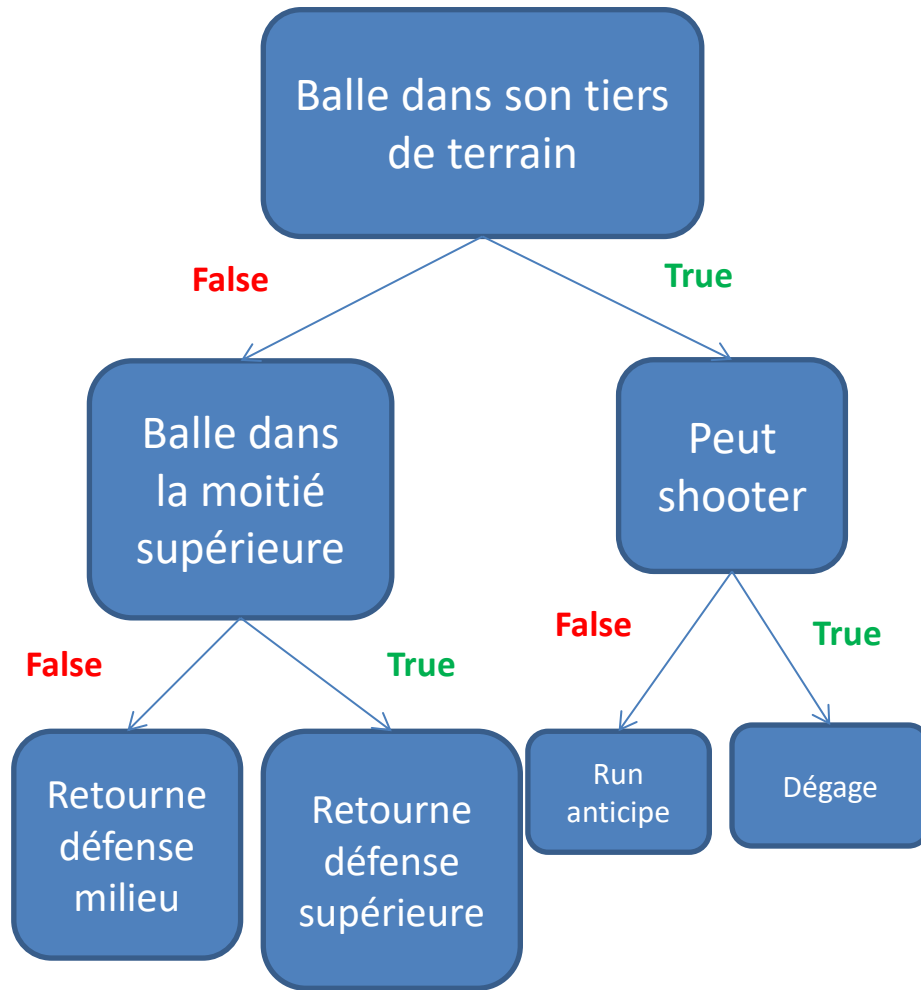 Balle dans son tiers
de terrain
False
True
Balle dans
la moitié
supérieure
Peut
shooter
False
True
False
True
Retourne
défense
milieu
Retourne
défense
supérieure
Run
anticipe
Dégage